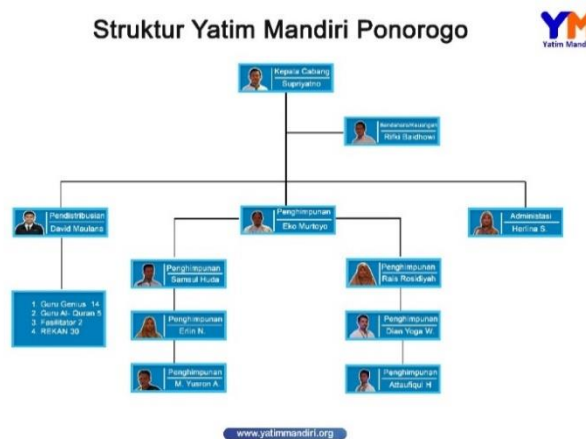 Struktur Yatim Mandiri Ponorogo
YM
Yatim Mand
Kepala Cabang
Supriyatno
Bendahara/Keuangan
Rifki Baidhowi
Pendistribusian
David Maulana
Penghimpunan
Eko Murtoyo
Administasi
Herlina S.
Penghimpunan
Samsul Huda
Penghimpunan
Rais Rosidiyah
1. Guru Genius 14
2. Guru Al- Quran 5
3. Fasilitator 2
4. REKAN 30
Penghimpunan
Erlin N.
Penghimpunan
Dian Yoga W.
Penghimpunan
M. Yusron A.
Penghimpunan
Attaufiqul H
www.yatimmandiri.org